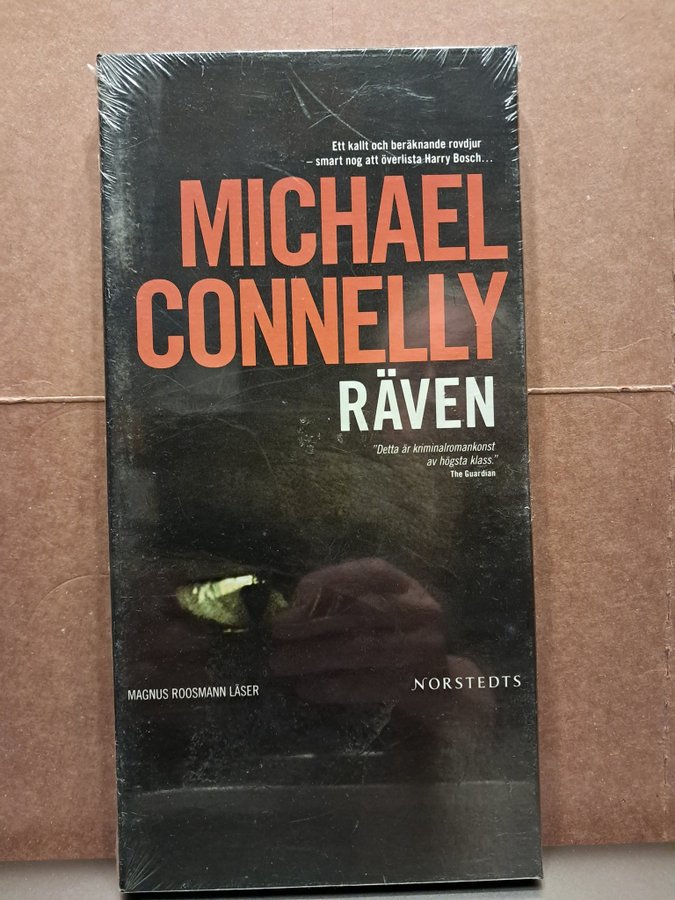 Ett kallt och beräknande rovdjur
– smart nog att överlista Harry Bosch...
MICHAEL
CONNELLY
RÄVEN
"Detta är kriminalromankonst
av högsta klass."
The Guardian
MAGNUS ROOSMANN LÄSER
NORSTEDTS